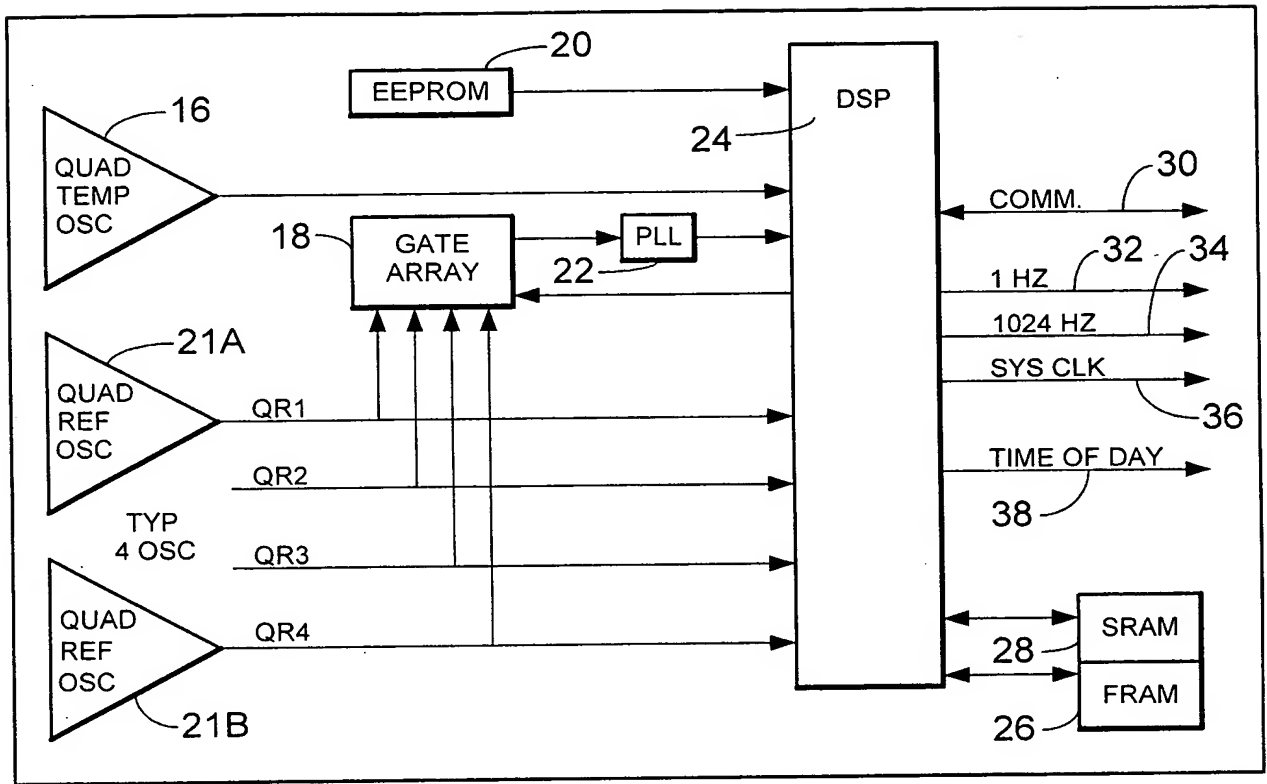 20
EEPROM
DSP
24
16
QUAD
TEMP
OSC
30
COMM.
18
GATE
ARRAY
PLL
22
32
34
1 HZ
1024 HZ
SYS CLK
36
21A
QUAD
REF
OSC
QR1
QR2
TIME OF DAY
38
TYP
4 OSC
QR3
QUAD
REF
OSC
QR4
21B
SRAM
28
FRAM
26